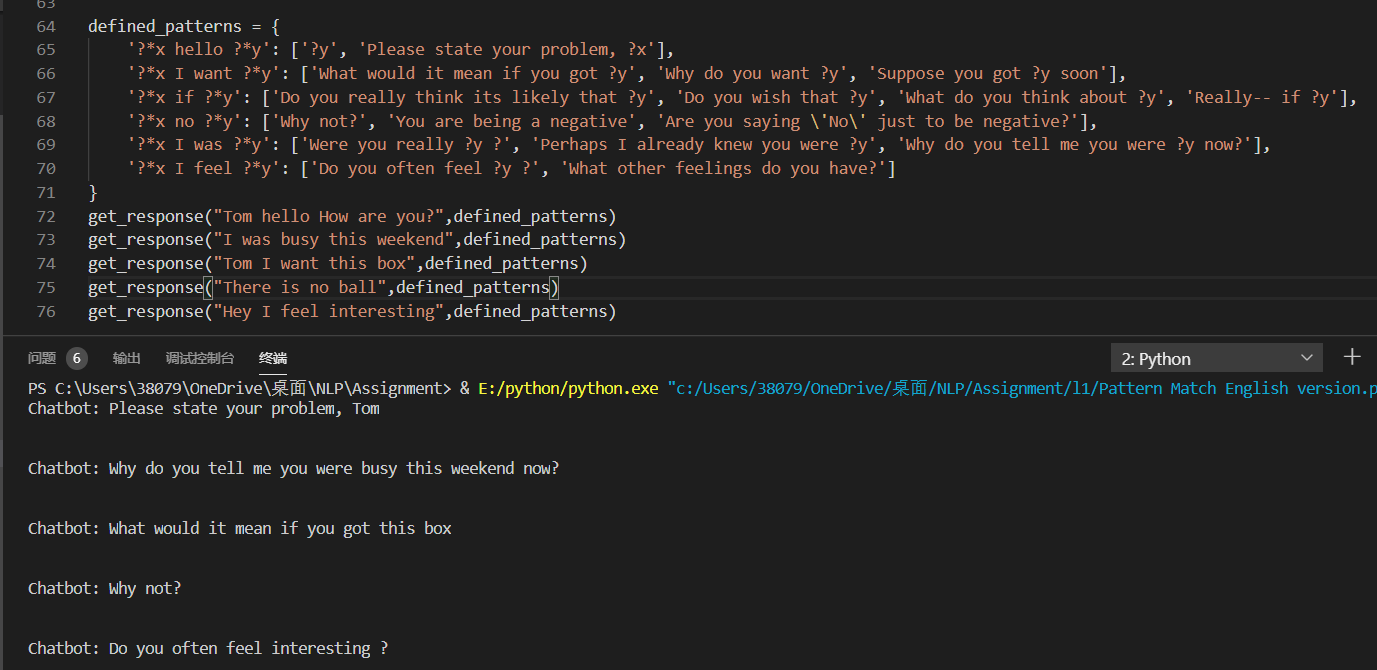 63
64 defined_patterns = {
65 '?*x hello ?*y': ['?y', 'Please state your problem, ?x'],
66 '?*x I want ?*y': ['What would it mean if you got ?y', 'Why do you want ?y', 'Suppose you got ?y soon'],
67 '?*x if ?*y': ['Do you really think its likely that ?y', 'Do you wish that ?y', 'What do you think about ?y', 'Really-- if ?y'],
68 '?*x no ?*y': ['Why not?', 'You are being a negative', 'Are you saying \'No\' just to be negative?'],
69 '?*x I was ?*y': ['Were you really ?y ?', 'Perhaps I already knew you were ?y', 'Why do you tell me you were ?y now?'],
70 '?*x I feel ?*y': ['Do you often feel ?y ?', 'What other feelings do you have?']
71 }
72 get_response("Tom hello How are you?",defined_patterns)
73 get_response("I was busy this weekend",defined_patterns)
74 get_response("Tom I want this box",defined_patterns)
75 get_response("There is no ball",defined_patterns)
76 get_response("Hey I feel interesting",defined_patterns)
问题 6 输出 调试控制台 终端 2: Python
PS C:\Users\38079\OneDrive\桌面\NLP\Assignment> & E:/python/python.exe "c:/Users/38079/OneDrive/桌面/NLP/Assignment/l1/Pattern Match English version.p
Chatbot: Please state your problem, Tom
Chatbot: Why do you tell me you were busy this weekend now?
Chatbot: What would it mean if you got this box
Chatbot: Why not?
Chatbot: Do you often feel interesting ?